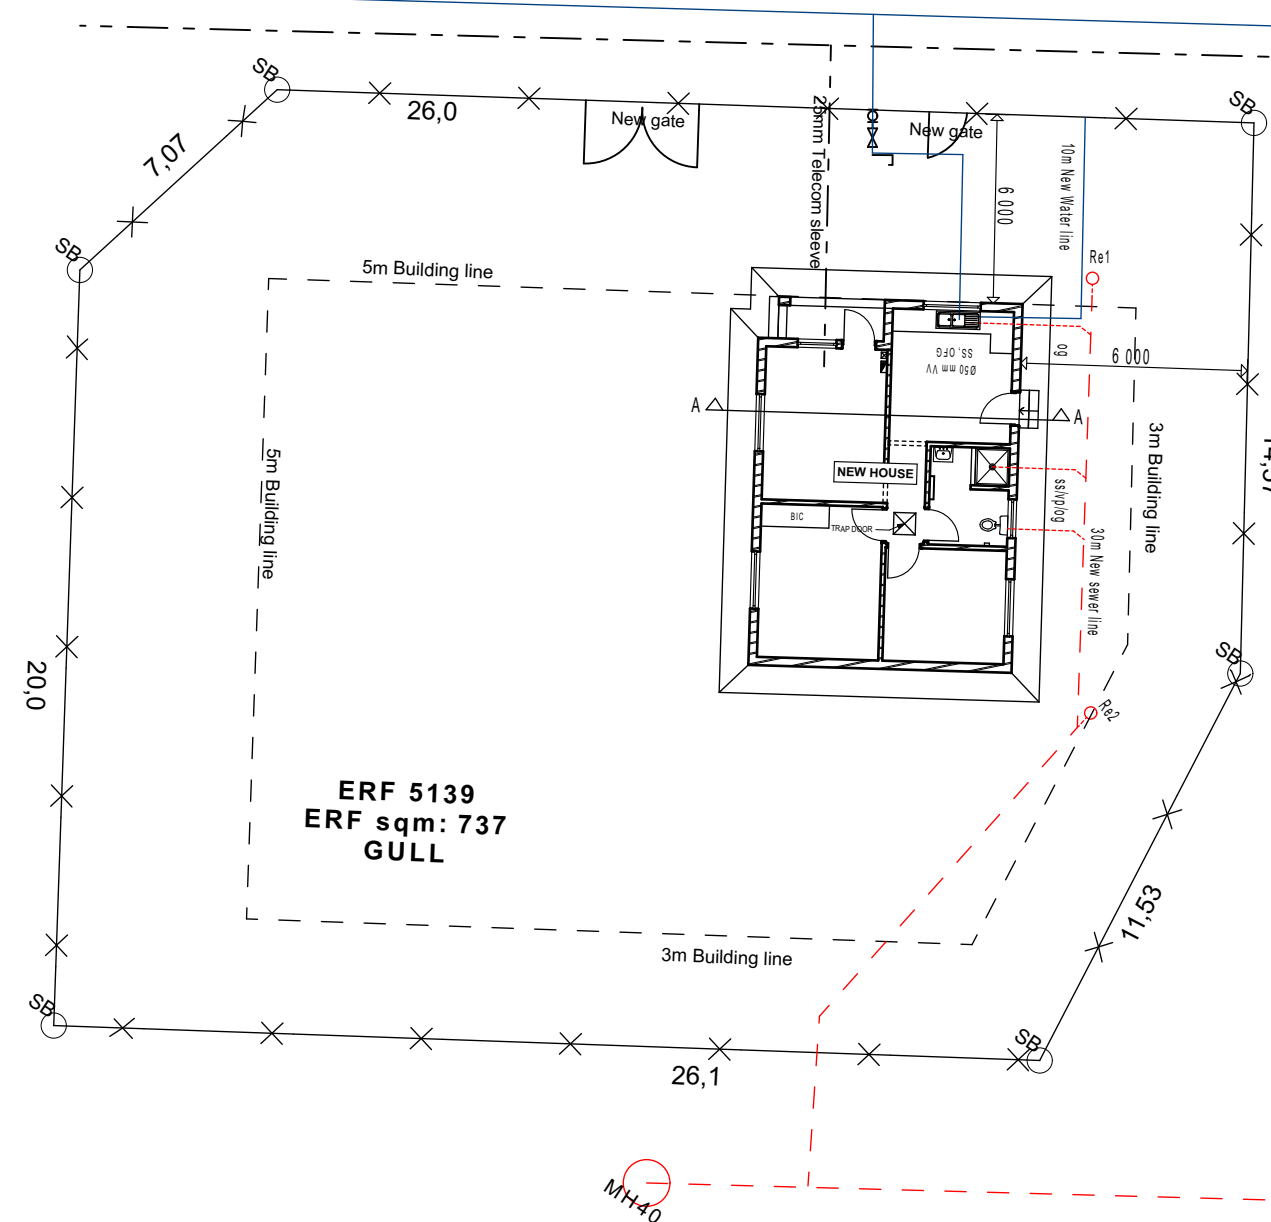 SB
26,0
New gate
25mm Telecom sleeve
New gate
SB
7,07
10m New Water line
6 000
SB
5m Building line
Re1
og
6 000
SS, OFG
Ø50 mm VV
A
A
3m Building line
5m Building line
NEW HOUSE
ss/vp/og
BIC
TRAP DOOR
30m New sewer line
SB
20,0
Re2
ERF 5139
ERF sqm: 737
GULL
11,53
3m Building line
SB
SB
26,1
MH40